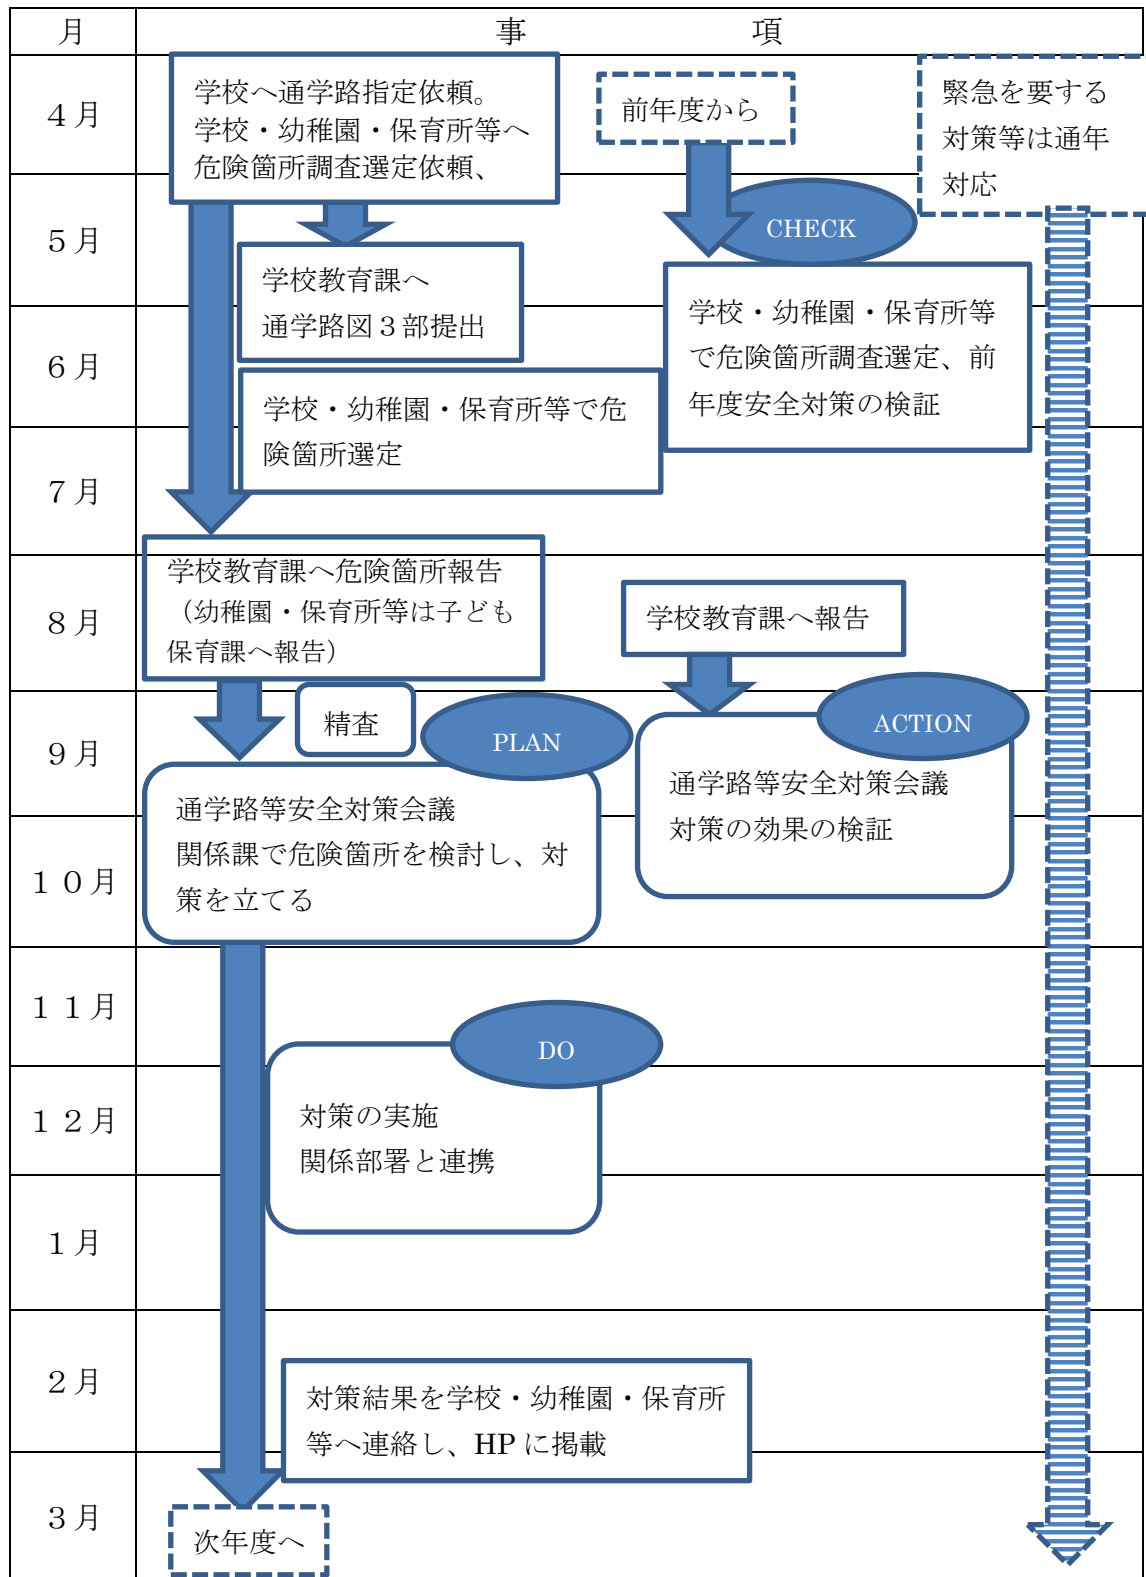 月
事 項
４月
学校へ通学路指定依頼。
学校・幼稚園・保育所等へ
危険箇所調査選定依頼、
前年度から
緊急を要する
対策等は通年
対応
５月
CHECK
学校教育課へ
通学路図３部提出
学校・幼稚園・保育所等
で危険箇所調査選定、前
年度安全対策の検証
６月
学校・幼稚園・保育所等で危
険箇所選定
７月
８月
学校教育課へ危険箇所報告
（幼稚園・保育所等は子ども
保育課へ報告）
学校教育課へ報告
９月
精査
PLAN
ACTION
通学路等安全対策会議
関係課で危険箇所を検討し、対
策を立てる
通学路等安全対策会議
対策の効果の検証
１０月
１１月
DO
１２月
対策の実施
関係部署と連携
１月
２月
対策結果を学校・幼稚園・保育所
等へ連絡し、HP に掲載
３月
次年度へ